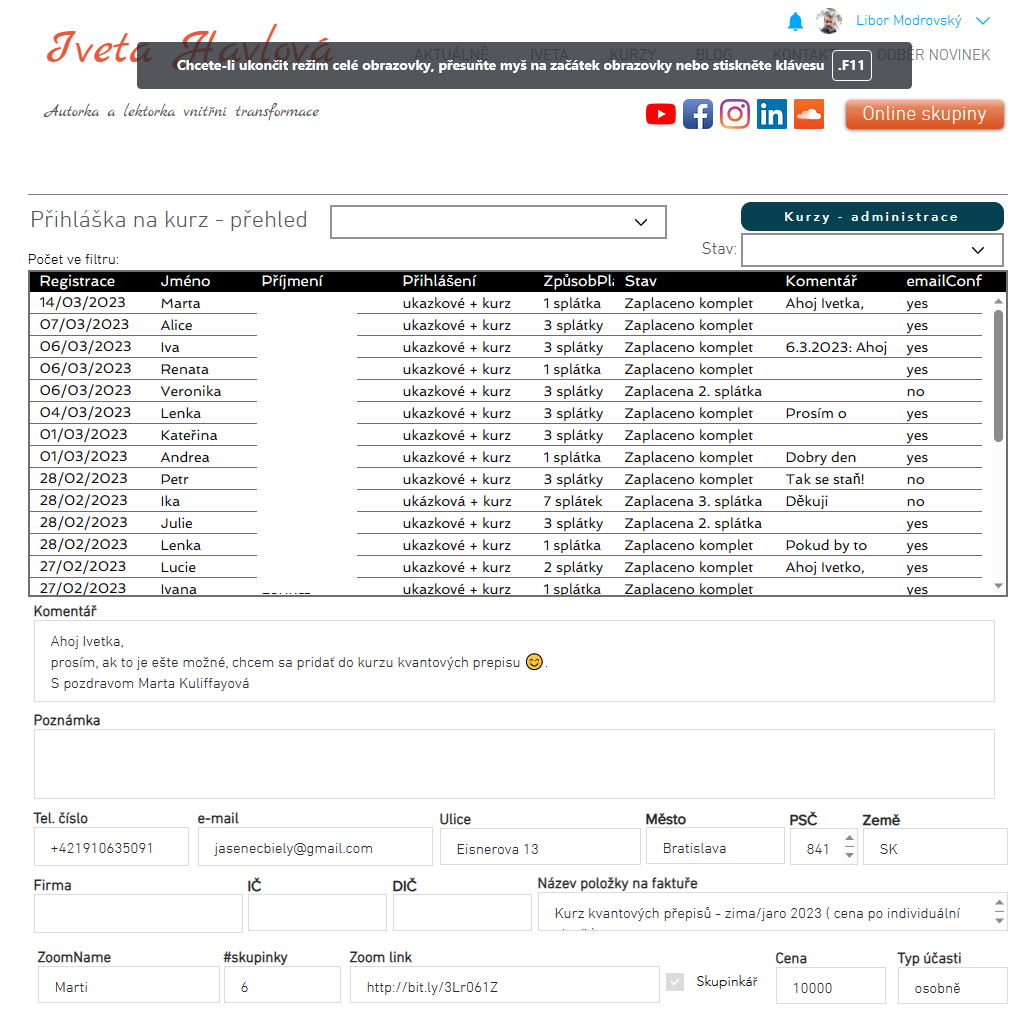 Libor Modrovský
Iveta Havlová
AKTUÁLNĚ IVETA KURZY BLOG KONTAKT ODBĚR NOVINEK
Chcete-li ukončit režim celé obrazovky, přesuňte myš na začátek obrazovky nebo stiskněte klávesu .F11
Autorka a lektorka vnitřní transformace
Online skupiny
Přihláška na kurz - přehled
Kurzy - administrace
Stav:
Počet ve filtru:
Registrace Jméno Příjmení Přihlášení ZpůsobPla Stav Komentář emailConf
14/03/2023 Marta ukazkové + kurz 1 splátka Zaplaceno komplet Ahoj Ivetka, yes
07/03/2023 Alice ukazkové + kurz 3 splátky Zaplaceno komplet yes
06/03/2023 Iva ukazkové + kurz 3 splátky Zaplaceno komplet 6.3.2023: Ahoj yes
06/03/2023 Renata ukazkové + kurz 1 splátka Zaplaceno komplet yes
06/03/2023 Veronika ukazkové + kurz 3 splátky Zaplacena 2. splátka no
04/03/2023 Lenka ukazkové + kurz 3 splátky Zaplaceno komplet Prosím o yes
01/03/2023 Kateřina ukazkové + kurz 3 splátky Zaplaceno komplet yes
01/03/2023 Andrea ukazkové + kurz 1 splátka Zaplaceno komplet Dobry den yes
28/02/2023 Petr ukazkové + kurz 3 splátky Zaplaceno komplet Tak se staň! no
28/02/2023 Ika ukázková + kurz 7 splátek Zaplacena 3. splátka Děkuji no
28/02/2023 Julie ukazkové + kurz 3 splátky Zaplacena 2. splátka yes
28/02/2023 Lenka ukazkové + kurz 1 splátka Zaplaceno komplet Pokud by to yes
27/02/2023 Lucie ukazkové + kurz 2 splátky Zaplaceno komplet Ahoj Ivetko, yes
27/02/2023 Ivana ukazkové + kurz 1 splátka Zaplaceno komplet yes
Komentář
Ahoj Ivetka,
prosím, ak to je ešte možné, chcem sa pridať do kurzu kvantových prepisu 😊.
S pozdravom Marta Kuliffayová
Poznámka
Tel. číslo e-mail Ulice Město PSČ Země
+421910635091 jasenecbiely@gmail.com Eisnerova 13 Bratislava 841 SK
Firma IČ DIČ Název položky na faktuře
Kurz kvantových přepisů - zima/jaro 2023 ( cena po individuální
ZoomName #skupinky Zoom link Cena Typ účasti
Marti 6 http://bit.ly/3Lr061Z Skupinkář 10000 osobně